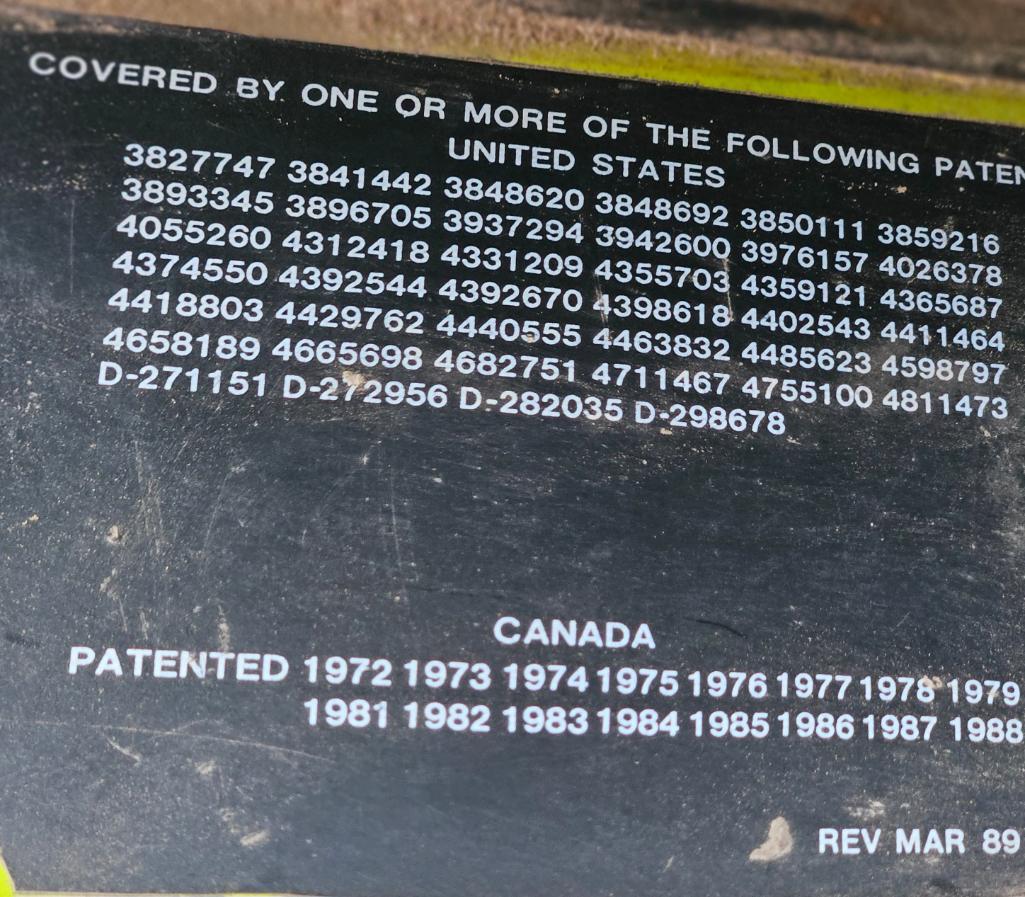 COVERED BY ONE OR MORE OF THE FOLLOWING PATEN
UNITED STATES
3827747 3841442 3848620 3848692 3850111 3859216
3893345 3896705 3937294 3942600 3976157 4026378
4055260 4312418 4331209 4355703 4359121 4365687
4374550 4392544 4392670 4398618 4402543 4411464
4418803 4429762 4440555 4463832 4485623 4598797
4658189 4665698 4682751 4711467 4755100 4811473
D-271151 D-272956 D-282035 D-298678
CANADA
PATENTED 1972 1973 1974 1975 1976 1977 1978 1979
1981 1982 1983 1984 1985 1986 1987 1988
REV MAR 89